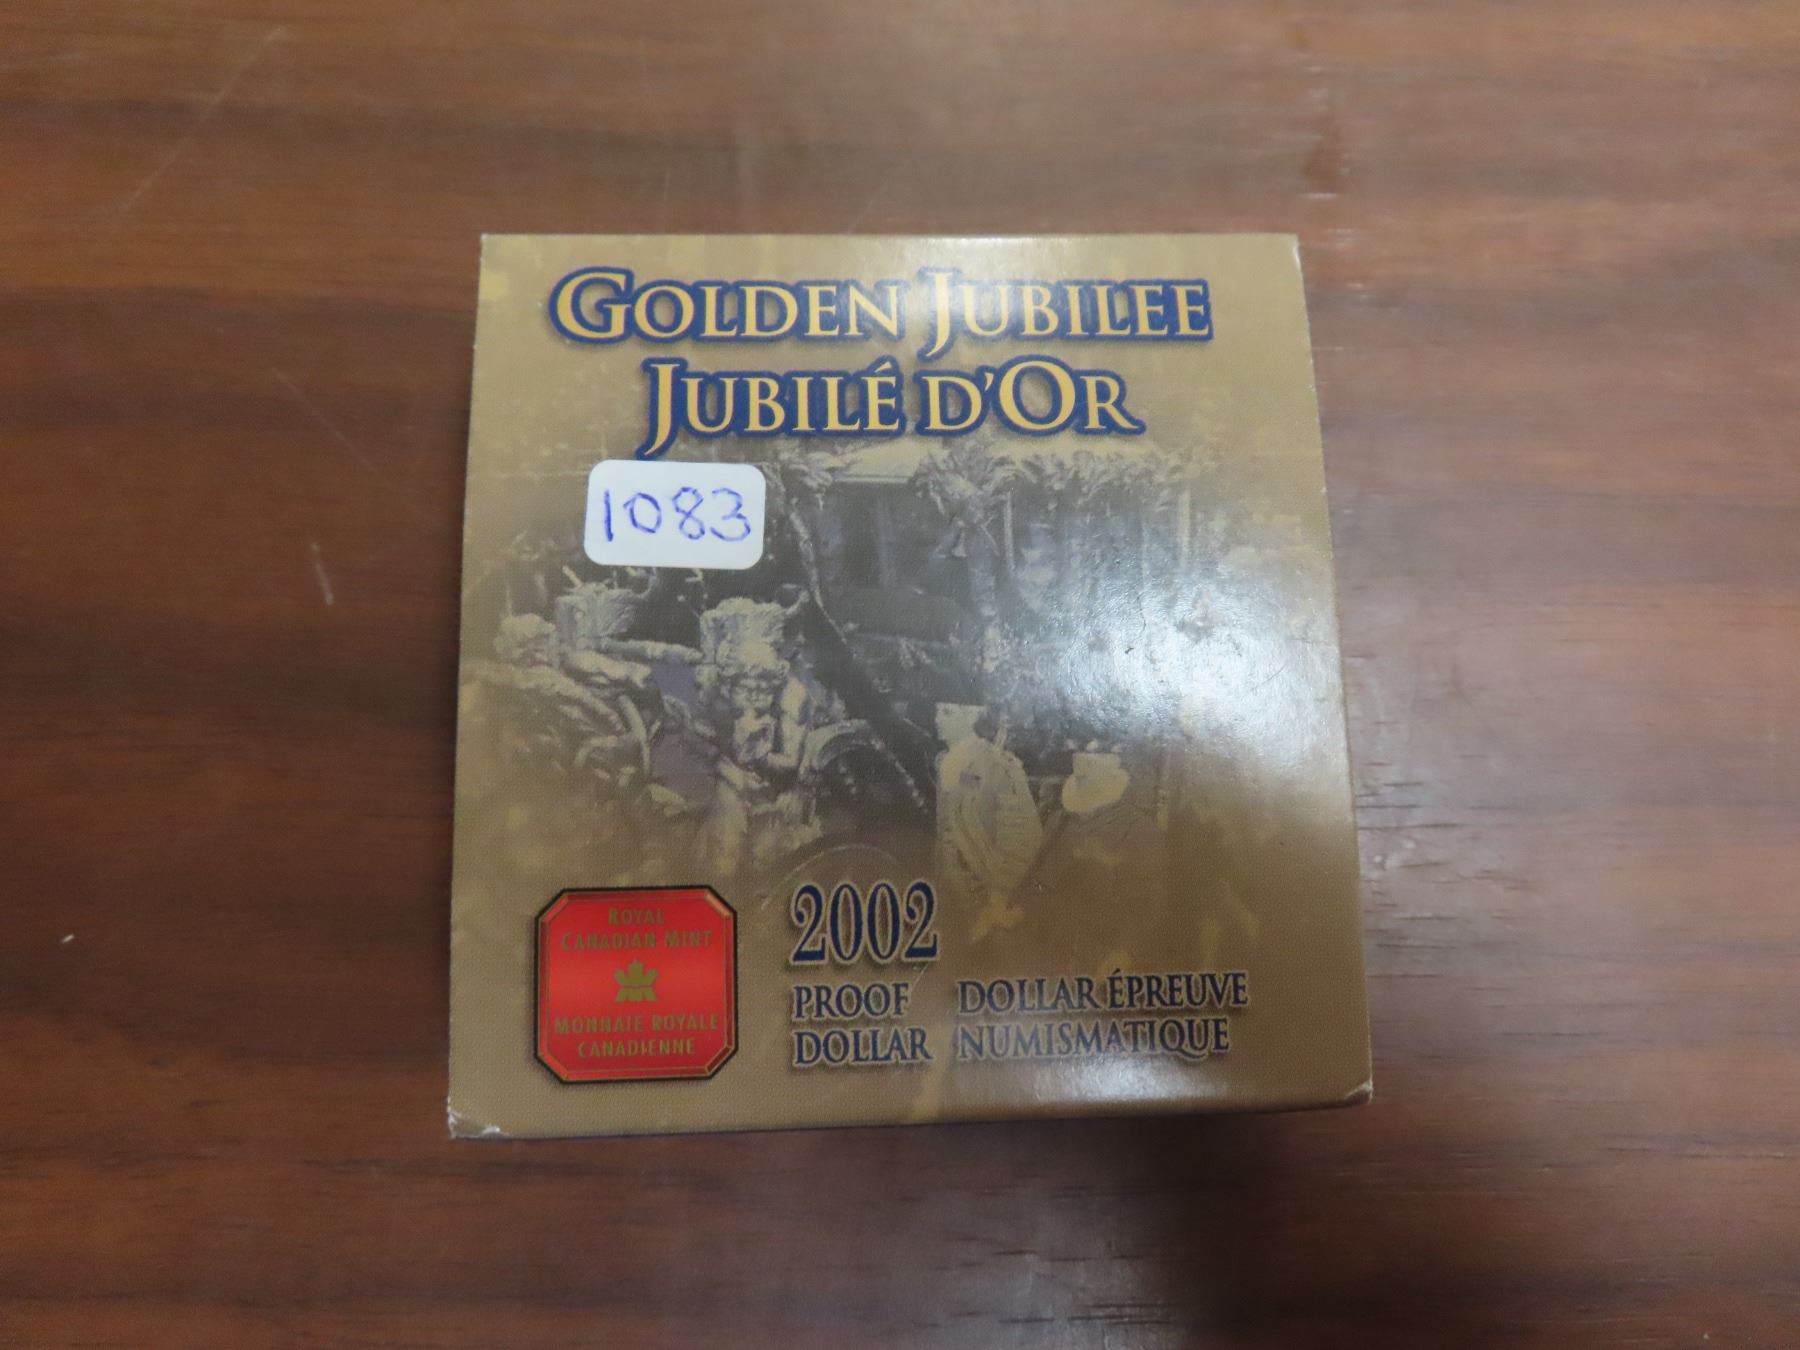 GOLDEN JUBILEE
JUBILÉ D'OR
1083
ROYAL
CANADIAN MINT
MONNAIE ROYALE
CANADIENNE
2002
PROOF
DOLLAR
DOLLAR ÉPREUVE
NUMISMATIQUE